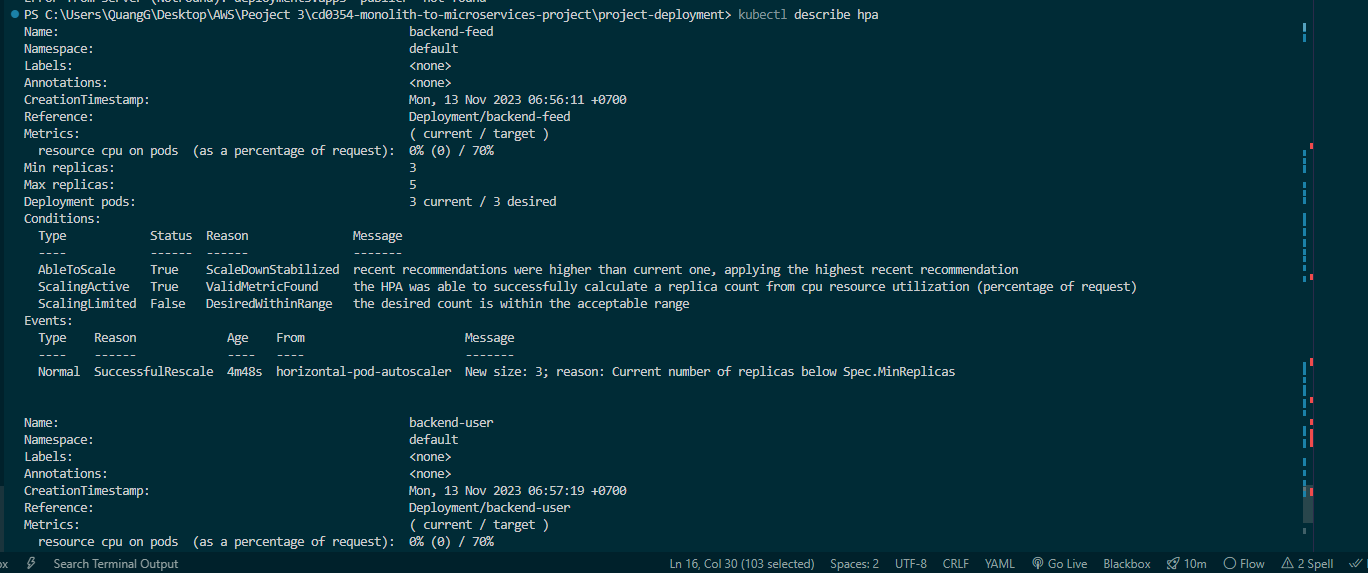 PS C:\Users\QuangG\Desktop\AWS\Peoject 3\cd0354-monolith-to-microservices-project\project-deployment> kubectl describe hpa
Name: backend-feed
Namespace: default
Labels: <none>
Annotations: <none>
CreationTimestamp: Mon, 13 Nov 2023 06:56:11 +0700
Reference: Deployment/backend-feed
Metrics: ( current / target )
  resource cpu on pods  (as a percentage of request): 0% (0) / 70%
Min replicas: 3
Max replicas: 5
Deployment pods: 3 current / 3 desired
Conditions:
  Type            Status  Reason               Message
  ----            ------  ------               -------
  AbleToScale     True    ScaleDownStabilized  recent recommendations were higher than current one, applying the highest recent recommendation
  ScalingActive   True    ValidMetricFound     the HPA was able to successfully calculate a replica count from cpu resource utilization (percentage of request)
  ScalingLimited  False   DesiredWithinRange   the desired count is within the acceptable range
Events:
  Type    Reason             Age    From                       Message
  ----    ------             ----   ----                       -------
  Normal  SuccessfulRescale  4m48s  horizontal-pod-autoscaler  New size: 3; reason: Current number of replicas below Spec.MinReplicas
Name: backend-user
Namespace: default
Labels: <none>
Annotations: <none>
CreationTimestamp: Mon, 13 Nov 2023 06:57:19 +0700
Reference: Deployment/backend-user
Metrics: ( current / target )
  resource cpu on pods  (as a percentage of request): 0% (0) / 70%
Search Terminal Output Ln 16, Col 30 (103 selected) Spaces: 2 UTF-8 CRLF YAML Go Live Blackbox 10m Flow 2 Spell